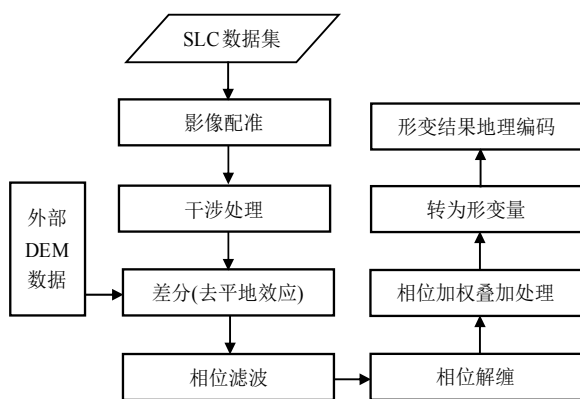 SLC数据集
影像配准
干涉处理
外部
DEM
数据
差分(去平地效应)
相位滤波
相位解缠
相位加权叠加处理
转为形变量
形变结果地理编码